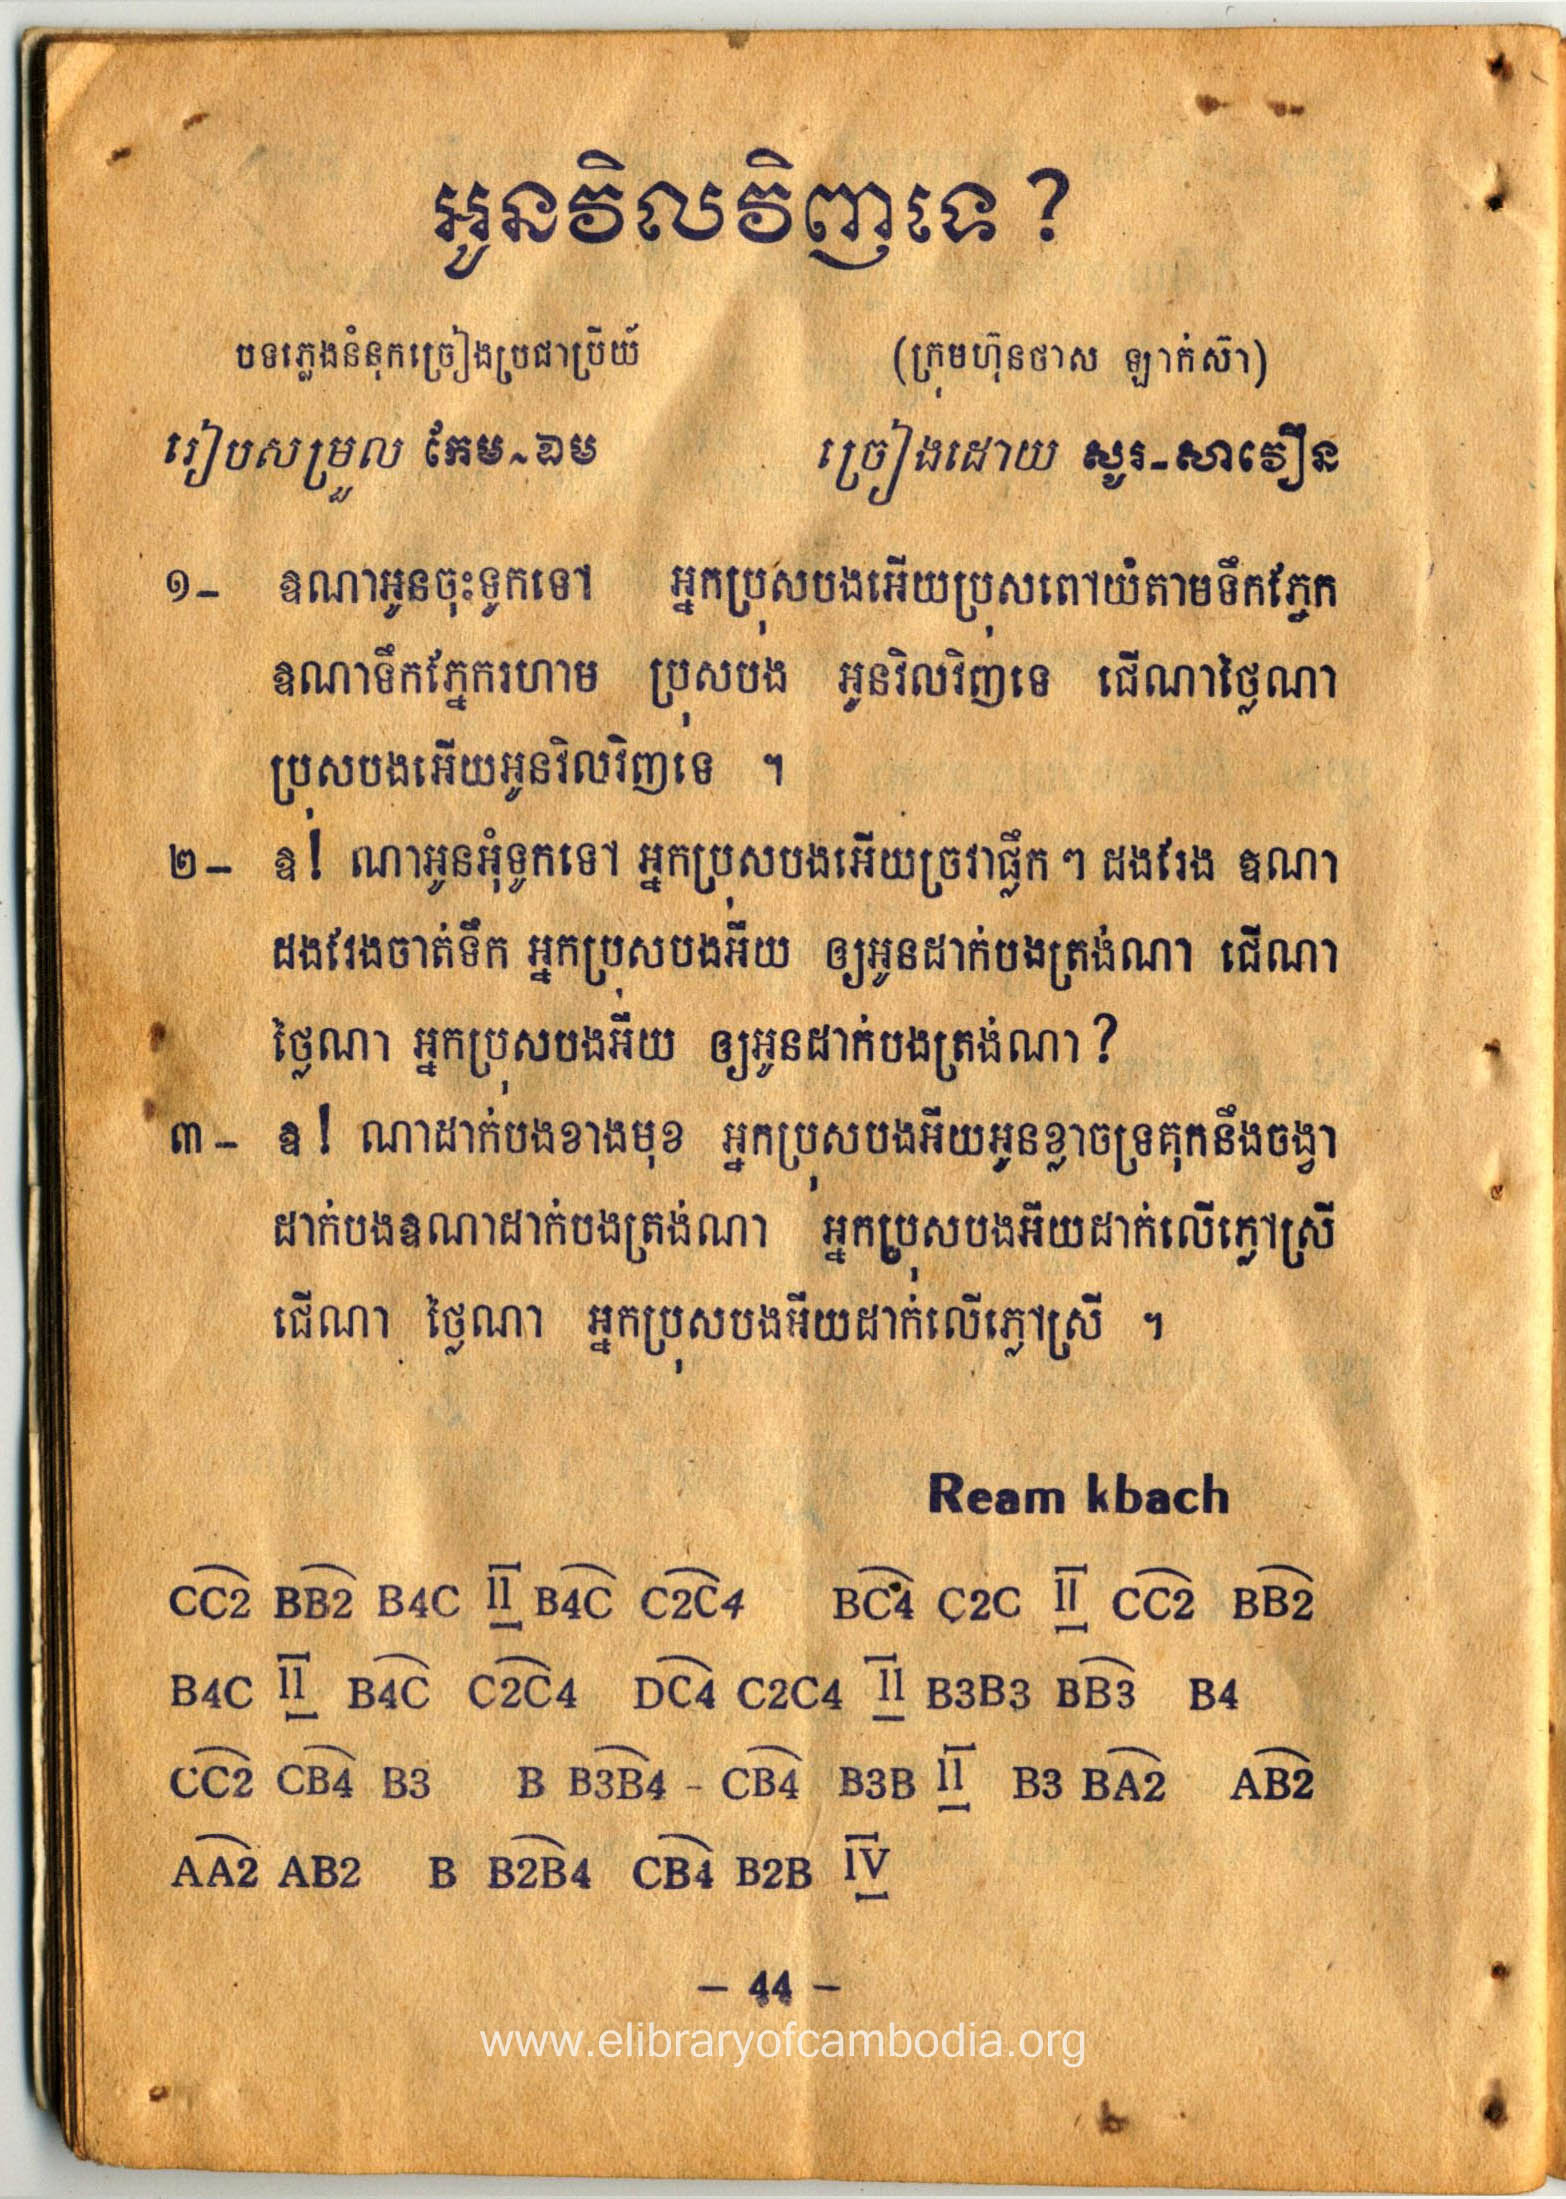 អូនវិលវិញទេ ?
បទភ្លេងនំនុកច្រៀងប្រជាប្រិយ៍ (ក្រុមហ៊ុនថាស ឡាក់ស៊ា)
រៀបសម្រួល កែម~ឯម ច្រៀងដោយ សូរ-សាវឿន
១- ឧណាអូនចុះទូកទៅ អ្នកប្រុសបងអើយប្រុសពៅយំតាមទឹកភ្នែក
ឧណាទឹកភ្នែករហាម ប្រុសបង អូនវិលវិញទេ ជើណាថ្លៃណា
ប្រុសបងអើយអូនវិលវិញទេ ។
២- ឧ! ណាអូនអុំទូកទៅ អ្នកប្រុសបងអើយច្រវាផ្លឹក ៗ ដងវែង ឧណា
ដងវែងចាត់ទឹក អ្នកប្រុសបងអ៊ីយ ឲ្យអូនដាក់បងត្រង់ណា ជើណា
ថ្លៃណា អ្នកប្រុសបងអ៊ីយ ឲ្យអូនដាក់បងត្រង់ណា ?
៣- ឧ! ណាដាក់បងខាងមុខ អ្នកប្រុសបងអ៊ីយអូនខ្លាចទ្រគុកនឹងចង្វា
ដាក់បងឧណាដាក់បងត្រង់ណា អ្នកប្រុសបងអ៊ីយដាក់លើភ្លៅស្រី
ជើណា ថ្លៃណា អ្នកប្រុសបងអ៊ីយដាក់លើភ្លៅស្រី ។
Ream kbach
CC2 BB2 B4C II B4C C2C4 BC4 C2C II CC2 BB2
B4C II B4C C2C4 DC4 C2C4 II B3B3 BB3 B4
CC2 CB4 B3 B B3B4 - CB4 B3B II B3 BA2 AB2
AA2 AB2 B B2B4 CB4 B2B IV
- 44 -
www.elibraryofcambodia.org